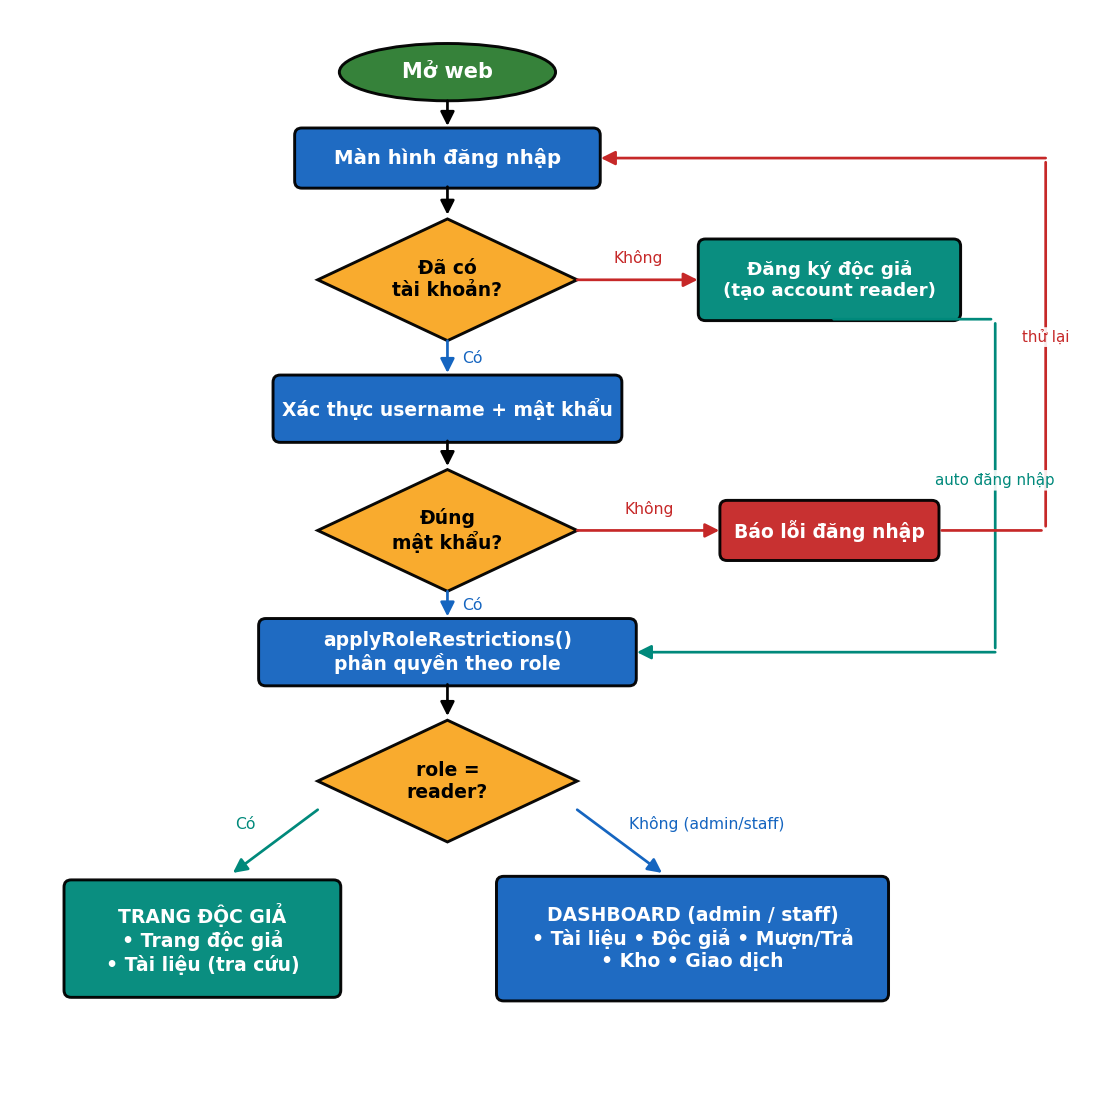 Mở web
Màn hình đăng nhập
Đã có
tài khoản?
Không
Đăng ký độc giả
(tạo account reader)
thử lại
Có
Xác thực username + mật khẩu
auto đăng nhập
Đúng
mật khẩu?
Không
Báo lỗi đăng nhập
Có
applyRoleRestrictions()
phân quyền theo role
role =
reader?
Có
Không (admin/staff)
TRANG ĐỘC GIẢ
• Trang độc giả
• Tài liệu (tra cứu)
DASHBOARD (admin / staff)
• Tài liệu • Độc giả • Mượn/Trả
• Kho • Giao dịch